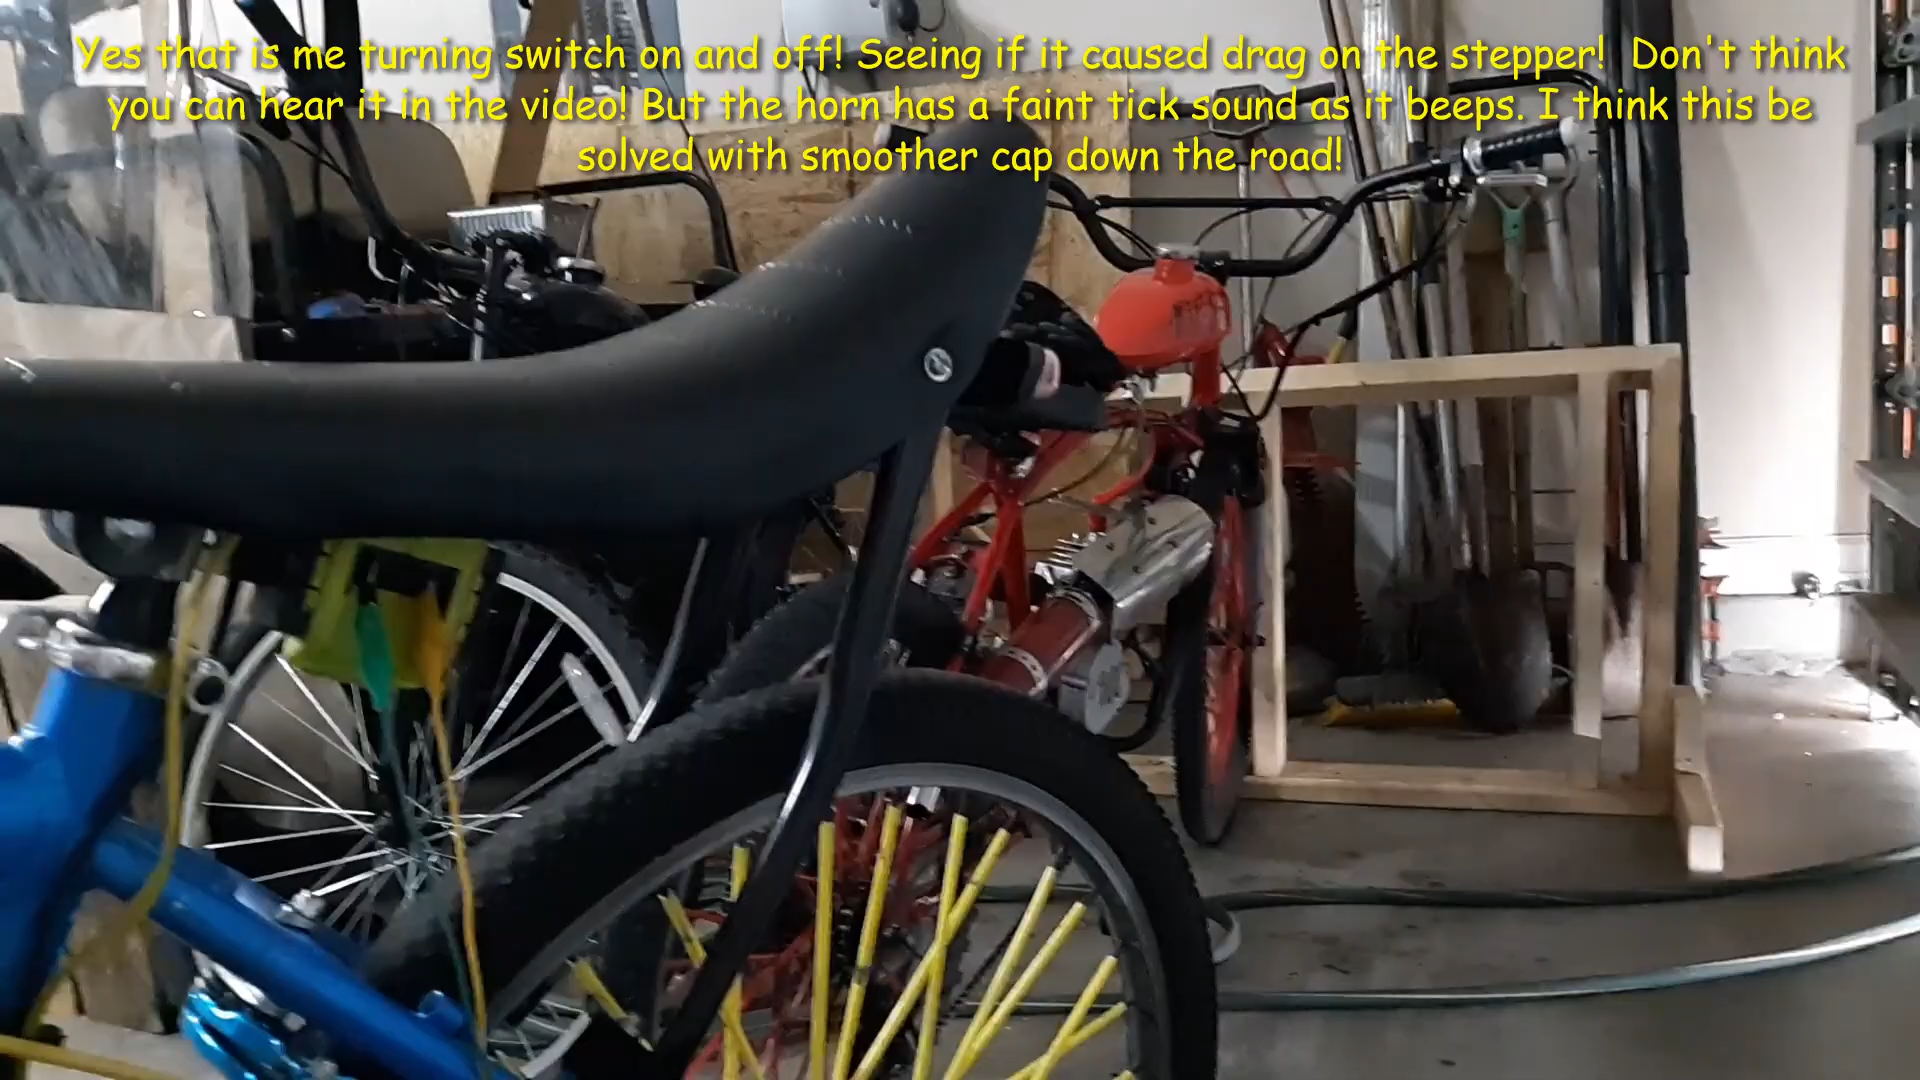 Yes that is me turning switch on and off! Seeing if it caused drag on the stepper! Don't think
you can hear it in the video! But the horn has a faint tick sound as it beeps. I think this be
solved with smoother cap down the road!